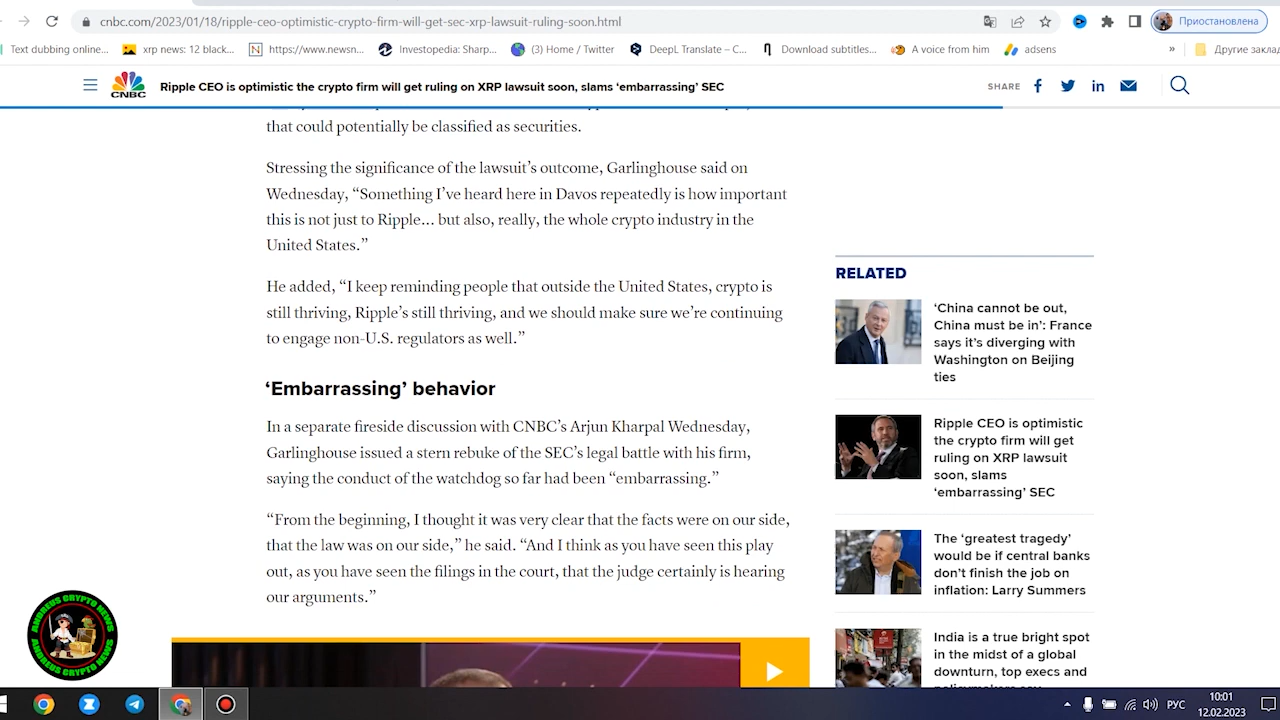 cnbc.com/2023/01/18/ripple-ceo-optimistic-crypto-firm-will-get-sec-xrp-lawsuit-ruling-soon.html
Приостановлена
Text dubbing online...
xrp news: 12 black...
https://www.newsn...
Investopedia: Sharp...
(3) Home / Twitter
DeepL Translate – C...
Download subtitles...
A voice from him
adsens
»
Другие закла
CNBC
Ripple CEO is optimistic the crypto firm will get ruling on XRP lawsuit soon, slams ‘embarrassing’ SEC
SHARE
that could potentially be classified as securities.
Stressing the significance of the lawsuit’s outcome, Garlinghouse said on
Wednesday, “Something I’ve heard here in Davos repeatedly is how important
this is not just to Ripple… but also, really, the whole crypto industry in the
United States.”
He added, “I keep reminding people that outside the United States, crypto is
still thriving, Ripple’s still thriving, and we should make sure we’re continuing
to engage non-U.S. regulators as well.”
‘Embarrassing’ behavior
In a separate fireside discussion with CNBC’s Arjun Kharpal Wednesday,
Garlinghouse issued a stern rebuke of the SEC’s legal battle with his firm,
saying the conduct of the watchdog so far had been “embarrassing.”
“From the beginning, I thought it was very clear that the facts were on our side,
that the law was on our side,” he said. “And I think as you have seen this play
out, as you have seen the filings in the court, that the judge certainly is hearing
our arguments.”
RELATED
‘China cannot be out,
China must be in’: France
says it’s diverging with
Washington on Beijing
ties
Ripple CEO is optimistic
the crypto firm will get
ruling on XRP lawsuit
soon, slams
‘embarrassing’ SEC
The ‘greatest tragedy’
would be if central banks
don’t finish the job on
inflation: Larry Summers
India is a true bright spot
in the midst of a global
downturn, top execs and
ANDREUS CRYPTO NEWS
ANDREUS CRYPTO NEWS
РУС
10:01
12.02.2023